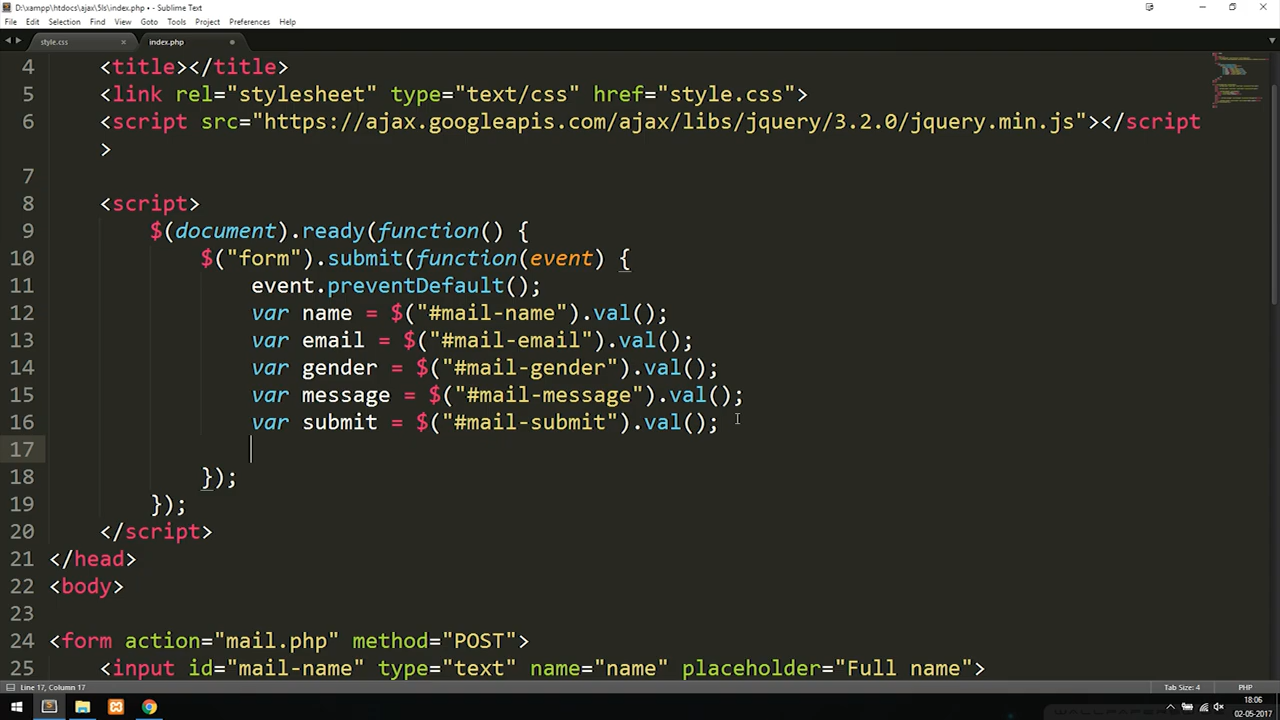 D:\xampp\htdocs\ajax\5ls\index.php • - Sublime Text
File Edit Selection Find View Goto Tools Project Preferences Help
style.css index.php
4 <title></title>
5 <link rel="stylesheet" type="text/css" href="style.css">
6 <script src="https://ajax.googleapis.com/ajax/libs/jquery/3.2.0/jquery.min.js"></script
>
7
8 <script>
9 $(document).ready(function() {
10 $("form").submit(function(event) {
11 event.preventDefault();
12 var name = $("#mail-name").val();
13 var email = $("#mail-email").val();
14 var gender = $("#mail-gender").val();
15 var message = $("#mail-message").val();
16 var submit = $("#mail-submit").val();
17
18 });
19 });
20 </script>
21 </head>
22 <body>
23
24 <form action="mail.php" method="POST">
25 <input id="mail-name" type="text" name="name" placeholder="Full name">
Line 17, Column 17 Tab Size: 4 PHP
18:06
02-05-2017